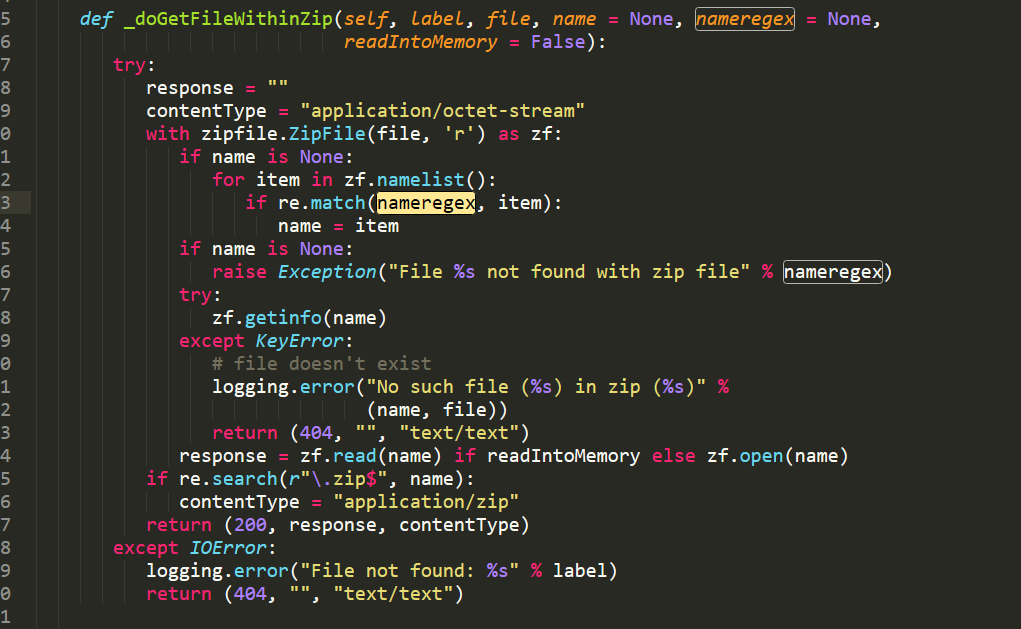 5 def _doGetFileWithinZip(self, label, file, name = None, nameregex = None,
6 readIntoMemory = False):
7 try:
8 response = ""
9 contentType = "application/octet-stream"
0 with zipfile.ZipFile(file, 'r') as zf:
1 if name is None:
2 for item in zf.namelist():
3 if re.match(nameregex, item):
4 name = item
5 if name is None:
6 raise Exception("File %s not found with zip file" % nameregex)
7 try:
8 zf.getinfo(name)
9 except KeyError:
0 # file doesn't exist
1 logging.error("No such file (%s) in zip (%s)" %
2 (name, file))
3 return (404, "", "text/text")
4 response = zf.read(name) if readIntoMemory else zf.open(name)
5 if re.search(r"\.zip$", name):
6 contentType = "application/zip"
7 return (200, response, contentType)
8 except IOError:
9 logging.error("File not found: %s" % label)
0 return (404, "", "text/text")
1